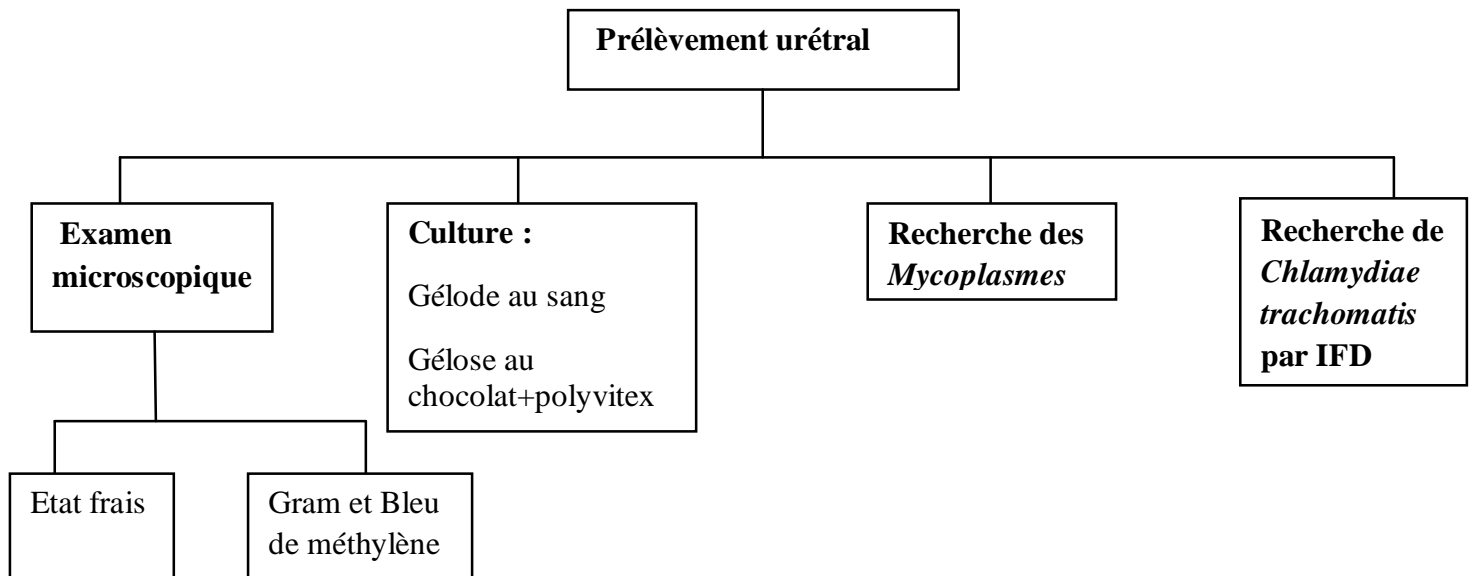 Prélèvement urétral
Examen
microscopique
Culture :
Gélode au sang
Gélose au
chocolat+polyvitex
Recherche des
Mycoplasmes
Recherche de
Chlamydiae
trachomatis
par IFD
Etat frais
Gram et Bleu
de méthylène